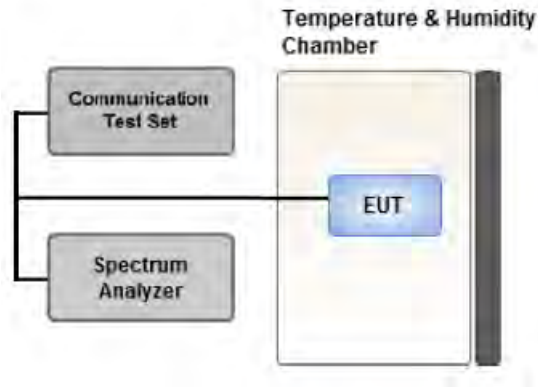 Temperature & Humidity
Chamber
Communication
Test Set
EUT
Spectrum
Analyzer